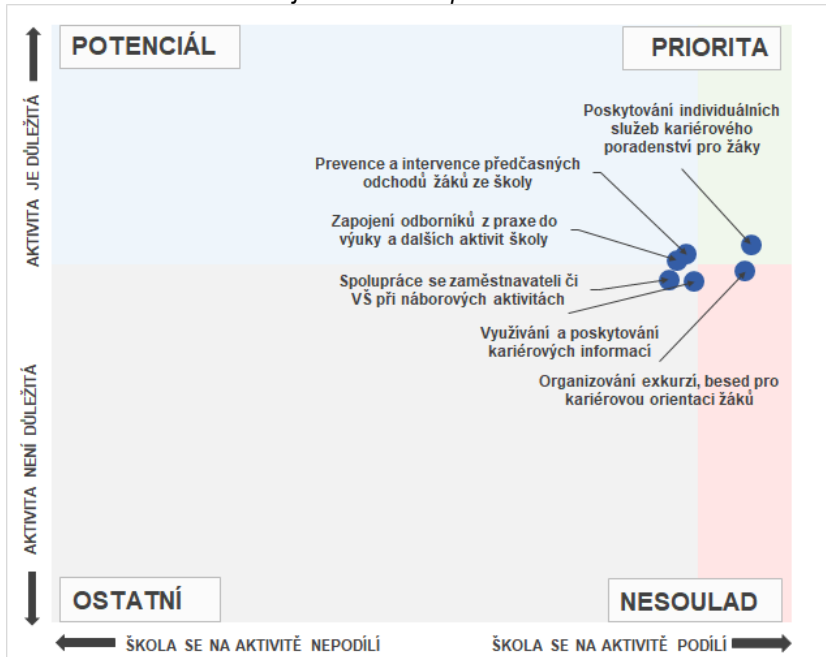 POTENCIÁL
PRIORITA
AKTIVITA JE DŮLEŽITÁ
Poskytování individuálních
služeb kariérového
poradenství pro žáky
Prevence a intervence předčasných
odchodů žáků ze školy
Zapojení odborníků z praxe do
výuky a dalších aktivit školy
Spolupráce se zaměstnavateli či
VŠ při náborových aktivitách
Využívání a poskytování
kariérových informací
Organizování exkurzí, besed pro
kariérovou orientaci žáků
AKTIVITA NENÍ DŮLEŽITÁ
OSTATNÍ
NESOULAD
ŠKOLA SE NA AKTIVITĚ NEPODÍLÍ
ŠKOLA SE NA AKTIVITĚ PODÍLÍ